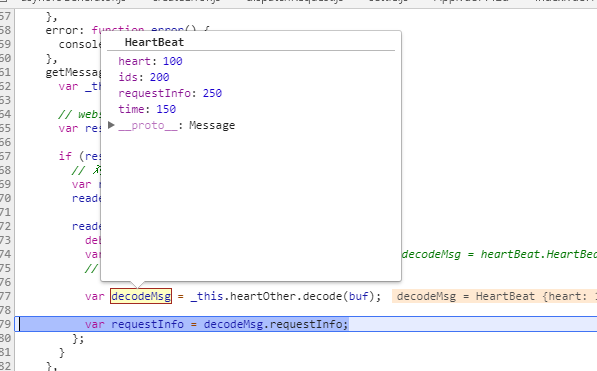 57 },
58 error: function error() {
59 console
60 },
61 getMessag
62 var _th
63
64 // webs
65 var res
66
67 if (res
68 //
69 var r
70 reade
71
72 reade
73 deb
74 var decodeMsg = heartBeat.HeartBea
75 //
76
77 var decodeMsg = _this.heartOther.decode(buf); decodeMsg = HeartBeat {heart: 1
78
79 var requestInfo = decodeMsg.requestInfo;
80 };
81 }
82 },
HeartBeat
heart: 100
ids: 200
requestInfo: 250
time: 150
▶ __proto__: Message